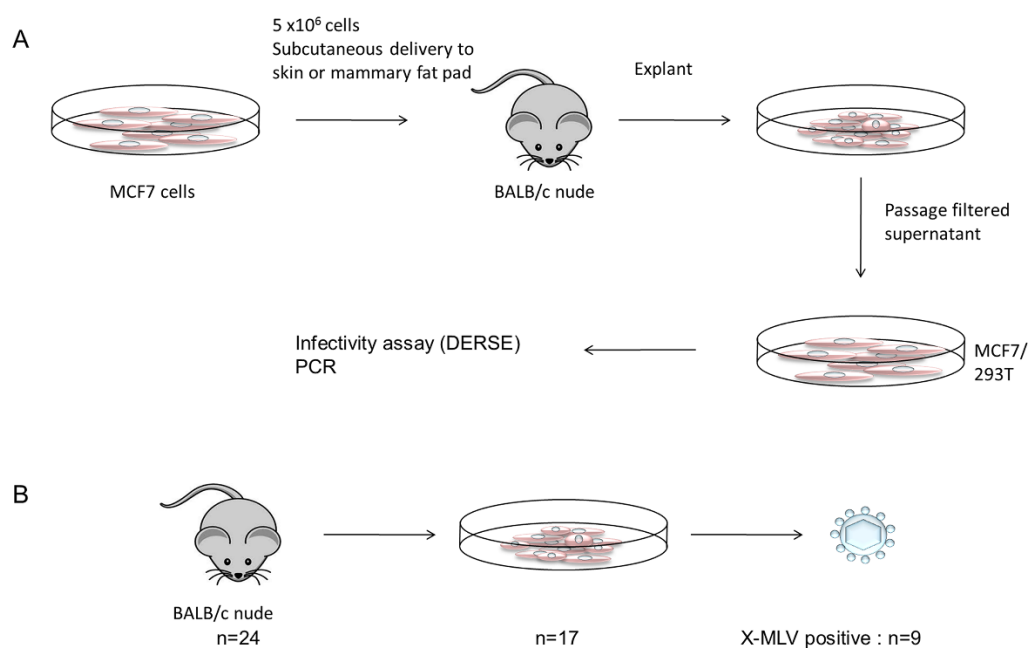 A
5 x10⁶ cells
Subcutaneous delivery to
skin or mammary fat pad
Explant
MCF7 cells
BALB/c nude
Passage filtered
supernatant
Infectivity assay (DERSE)
PCR
MCF7/
293T
B
BALB/c nude
n=24
n=17
X-MLV positive : n=9